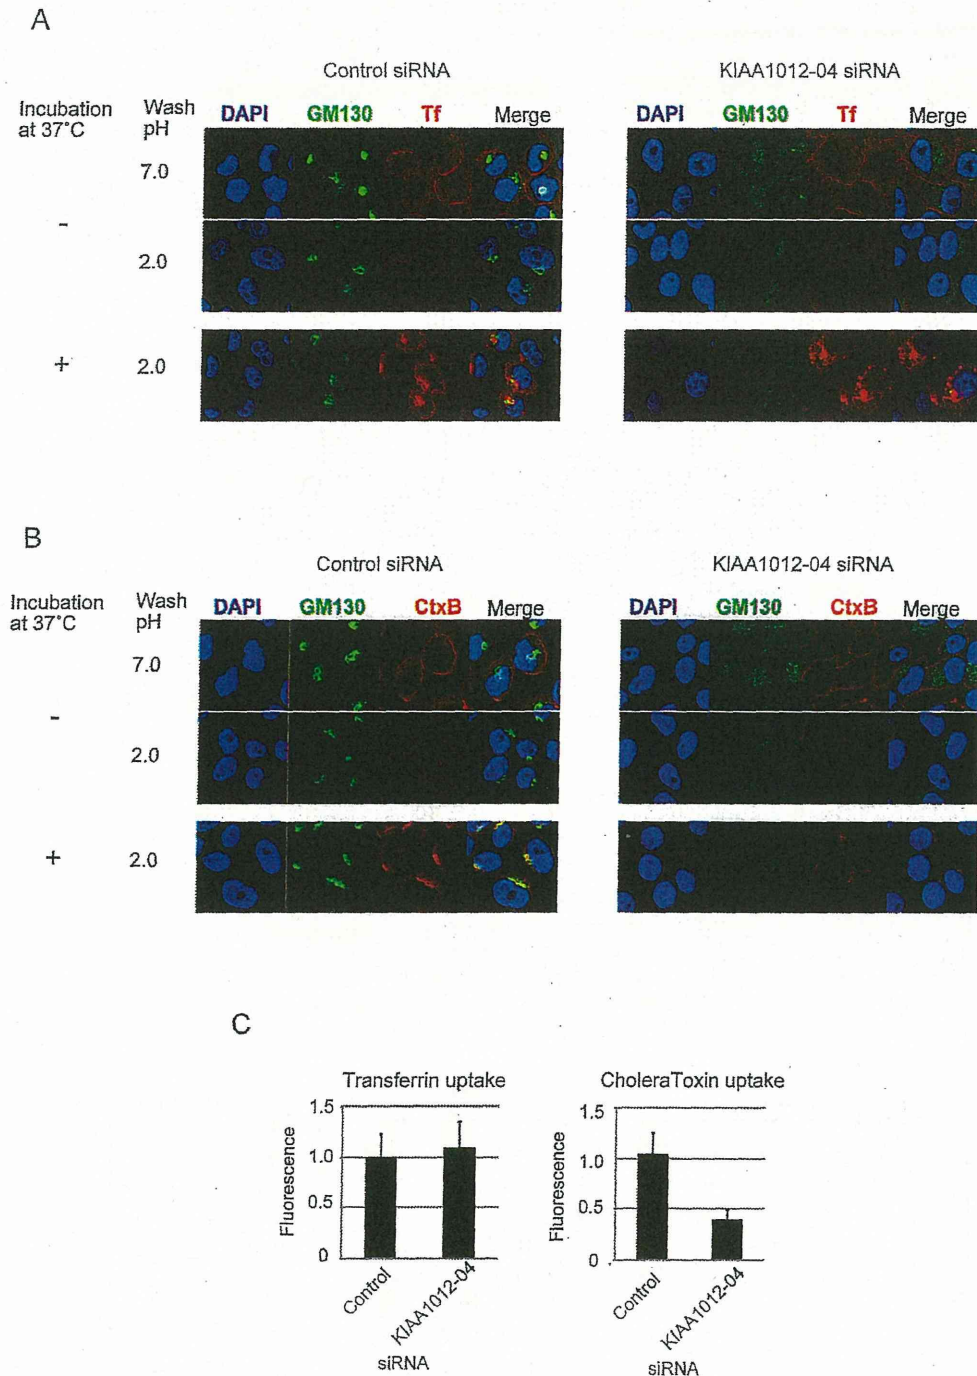 A
Control siRNA
KIAA1012-04 siRNA
Incubation at 37°C
Wash pH
DAPI GM130 Tf Merge
DAPI GM130 Tf Merge
7.0
-
2.0
+
2.0
B
Control siRNA
KIAA1012-04 siRNA
Incubation at 37°C
Wash pH
DAPI GM130 CtxB Merge
DAPI GM130 CtxB Merge
7.0
-
2.0
+
2.0
C
Transferrin uptake
Fluorescence
1.5
1.0
0.5
0
Control
KIAA1012-04
siRNA
CholeraToxin uptake
Fluorescence
1.5
1.0
0.5
0
Control
KIAA1012-04
siRNA